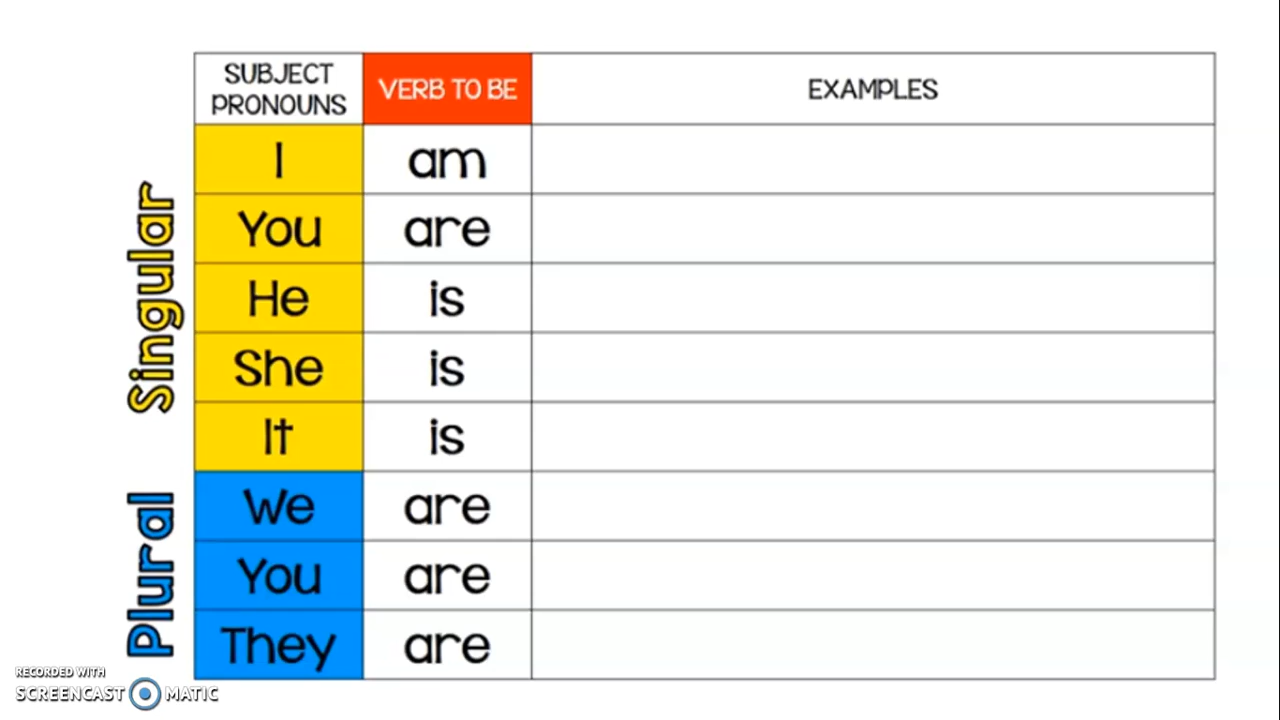 SUBJECT PRONOUNS VERB TO BE EXAMPLES
Singular
I am
You are
He is
She is
It is
Plural
We are
You are
They are
RECORDED WITH
SCREENCAST MATIC